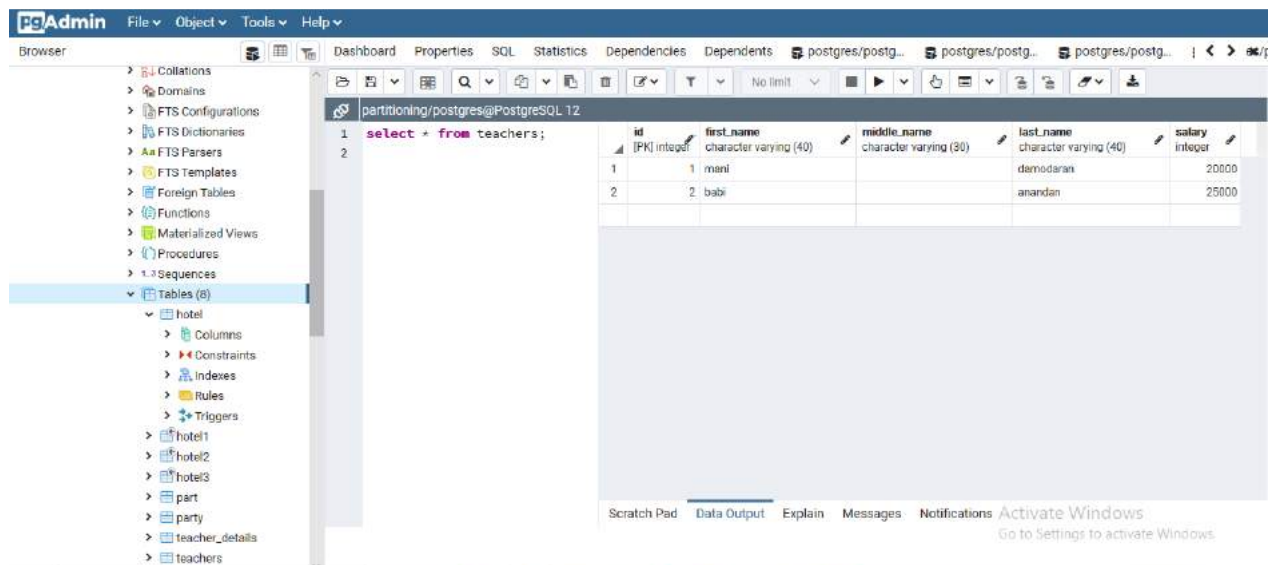 pgAdmin File Object Tools Help
Browser
Dashboard Properties SQL Statistics Dependencies Dependents postgres/postg... postgres/postg... postgres/postg...
Collations
Domains
FTS Configurations
FTS Dictionaries
Aa FTS Parsers
FTS Templates
Foreign Tables
Functions
Materialized Views
Procedures
1..3 Sequences
Tables (8)
hotel
Columns
Constraints
Indexes
Rules
Triggers
hotel1
hotel2
hotel3
part
party
teacher_details
teachers
No limit
partitioning/postgres@PostgreSQL 12
1 select * from teachers;
2
id first_name middle_name last_name salary
[PK] integer character varying (40) character varying (30) character varying (40) integer
1 1 mani damodaran 20000
2 2 babi anandan 25000
Scratch Pad Data Output Explain Messages Notifications
Activate Windows
Go to Settings to activate Windows.